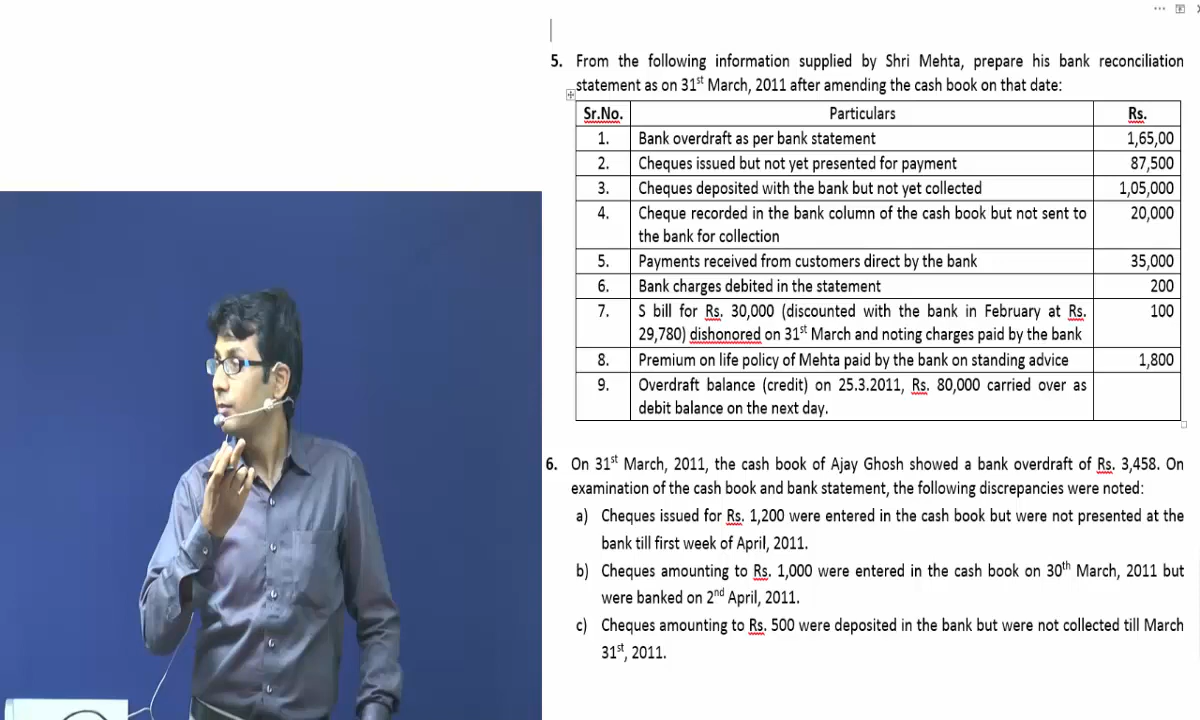 5. From the following information supplied by Shri Mehta, prepare his bank reconciliation
statement as on 31st March, 2011 after amending the cash book on that date:
Sr.No. Particulars Rs.
1. Bank overdraft as per bank statement 1,65,00
2. Cheques issued but not yet presented for payment 87,500
3. Cheques deposited with the bank but not yet collected 1,05,000
4. Cheque recorded in the bank column of the cash book but not sent to 20,000
the bank for collection
5. Payments received from customers direct by the bank 35,000
6. Bank charges debited in the statement 200
7. S bill for Rs. 30,000 (discounted with the bank in February at Rs. 100
29,780) dishonored on 31st March and noting charges paid by the bank
8. Premium on life policy of Mehta paid by the bank on standing advice 1,800
9. Overdraft balance (credit) on 25.3.2011, Rs. 80,000 carried over as
debit balance on the next day.
6. On 31st March, 2011, the cash book of Ajay Ghosh showed a bank overdraft of Rs. 3,458. On
examination of the cash book and bank statement, the following discrepancies were noted:
a) Cheques issued for Rs. 1,200 were entered in the cash book but were not presented at the
bank till first week of April, 2011.
b) Cheques amounting to Rs. 1,000 were entered in the cash book on 30th March, 2011 but
were banked on 2nd April, 2011.
c) Cheques amounting to Rs. 500 were deposited in the bank but were not collected till March
31st, 2011.